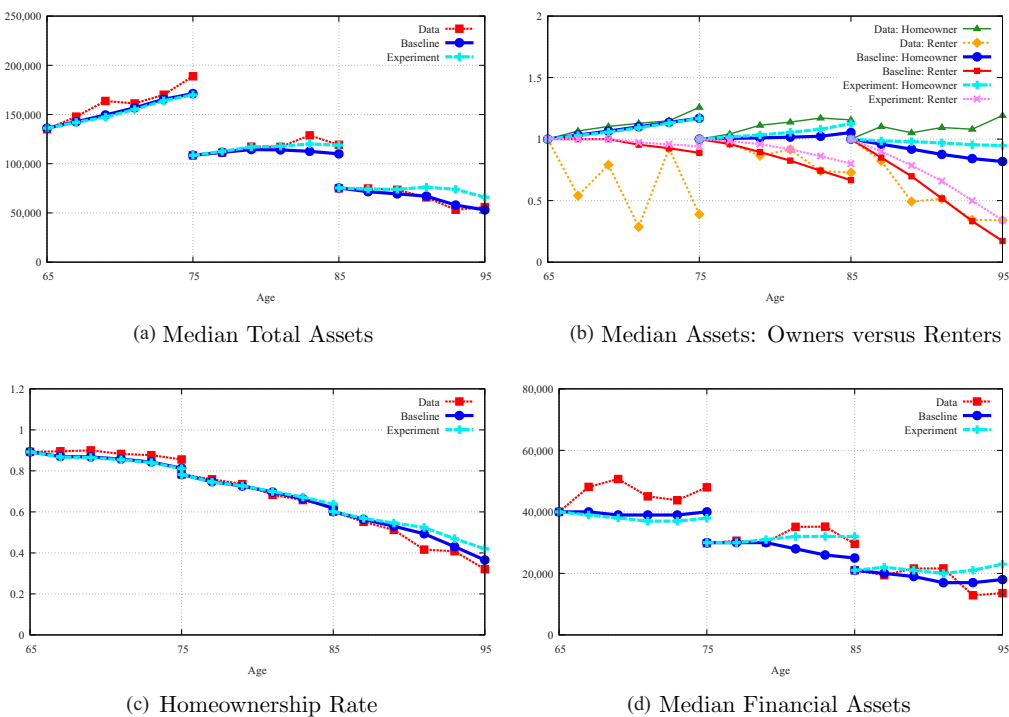 250,000
200,000
150,000
100,000
50,000
0
65
75
85
95
Age
Data
Baseline
Experiment
(a) Median Total Assets
2
1.5
1
0.5
0
65
75
85
95
Age
Data: Homeowner
Data: Renter
Baseline: Homeowner
Baseline: Renter
Experiment: Homeowner
Experiment: Renter
(b) Median Assets: Owners versus Renters
1.2
1
0.8
0.6
0.4
0.2
0
65
75
85
95
Age
Data
Baseline
Experiment
(c) Homeownership Rate
80,000
60,000
40,000
20,000
0
65
75
85
95
Age
Data
Baseline
Experiment
(d) Median Financial Assets